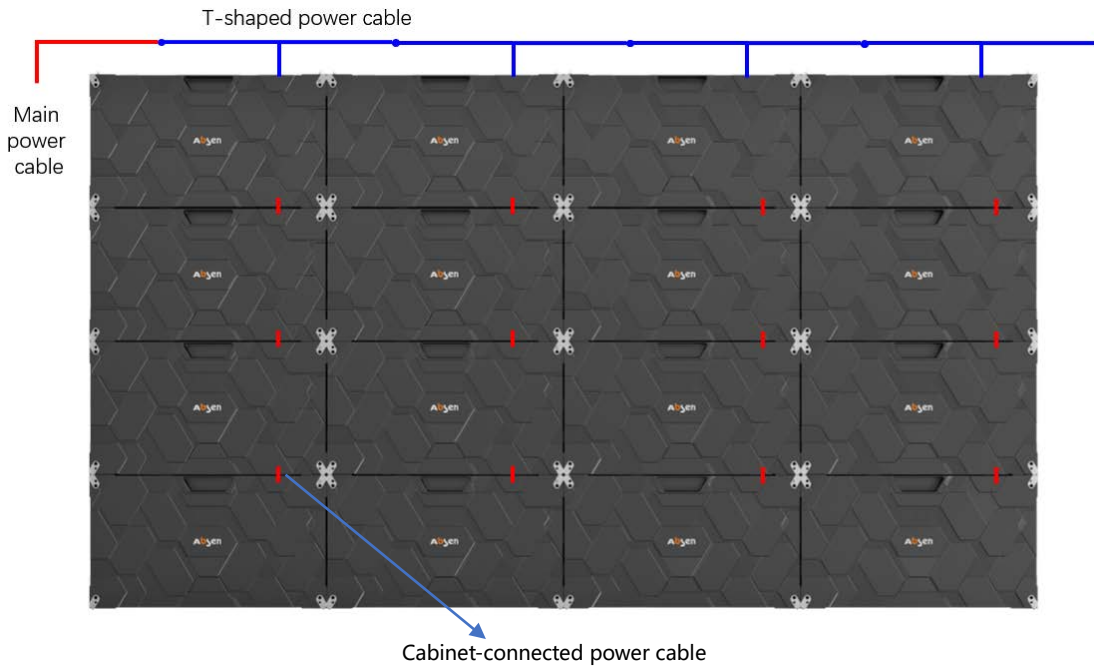 T-shaped power cable
Main
power
cable
Absen Absen Absen Absen
Absen Absen Absen Absen
Absen Absen Absen Absen
Absen Absen Absen Absen
Cabinet-connected power cable